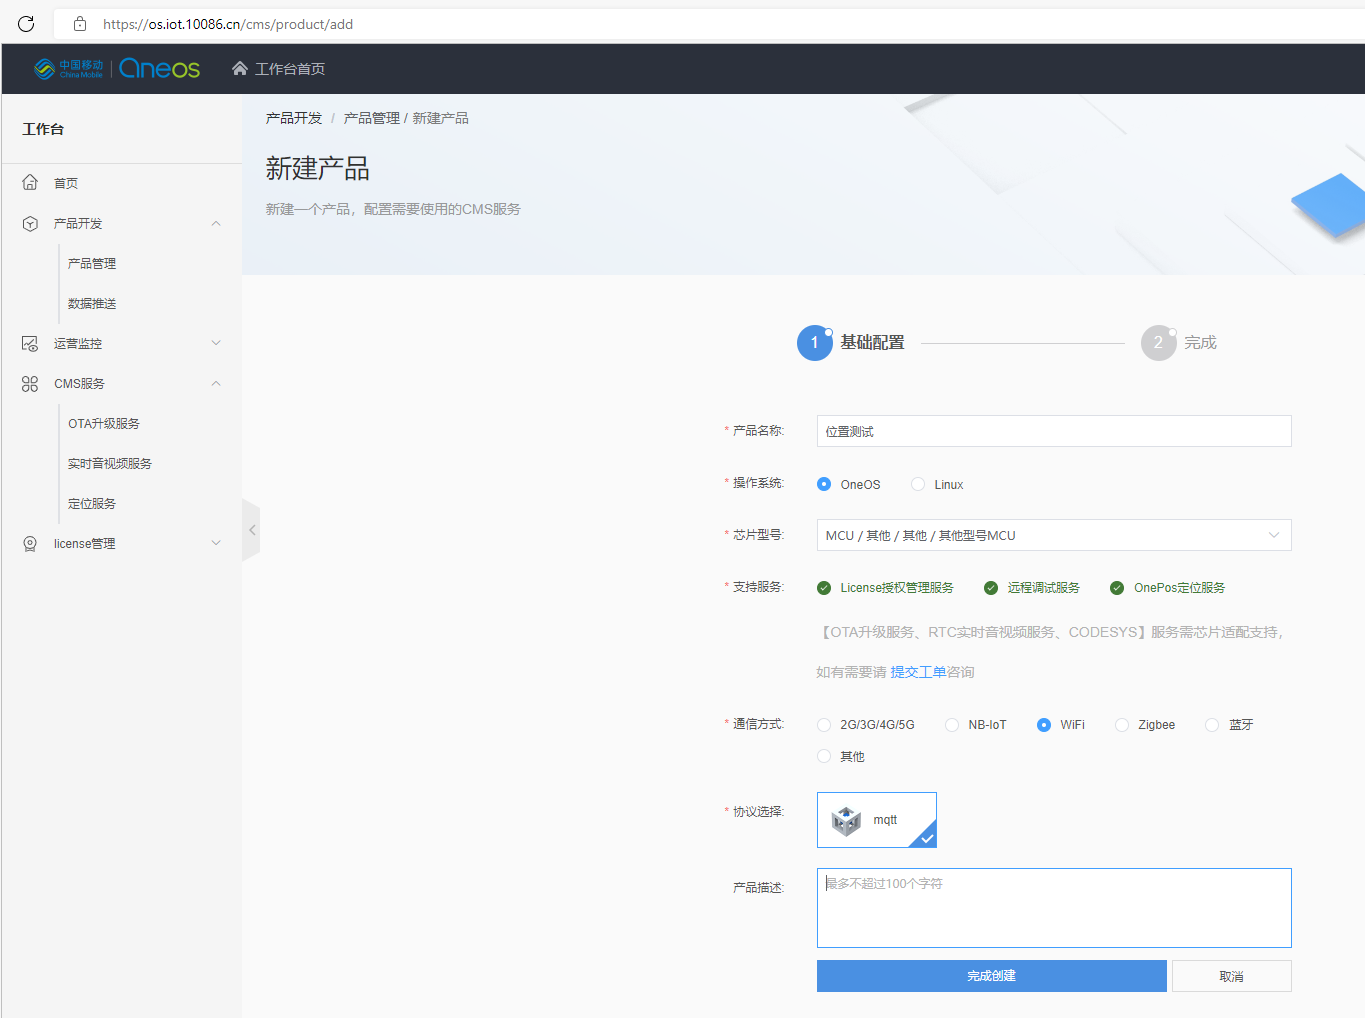 https://os.iot.10086.cn/cms/product/add
中国移动
China Mobile
OneOS
工作台首页
工作台
首页
产品开发
产品管理
数据推送
运营监控
CMS服务
OTA升级服务
实时音视频服务
定位服务
license管理
产品开发 / 产品管理 / 新建产品
新建产品
新建一个产品，配置需要使用的CMS服务
1 基础配置
2 完成
* 产品名称: 位置测试
* 操作系统: OneOS Linux
* 芯片型号: MCU / 其他 / 其他 / 其他型号MCU
* 支持服务: License授权管理服务 远程调试服务 OnePos定位服务
【OTA升级服务、RTC实时音视频服务、CODESYS】服务需芯片适配支持，
如有需要请 提交工单咨询
* 通信方式: 2G/3G/4G/5G NB-IoT WiFi Zigbee 蓝牙
其他
* 协议选择: mqtt
产品描述: 最多不超过100个字符
完成创建 取消